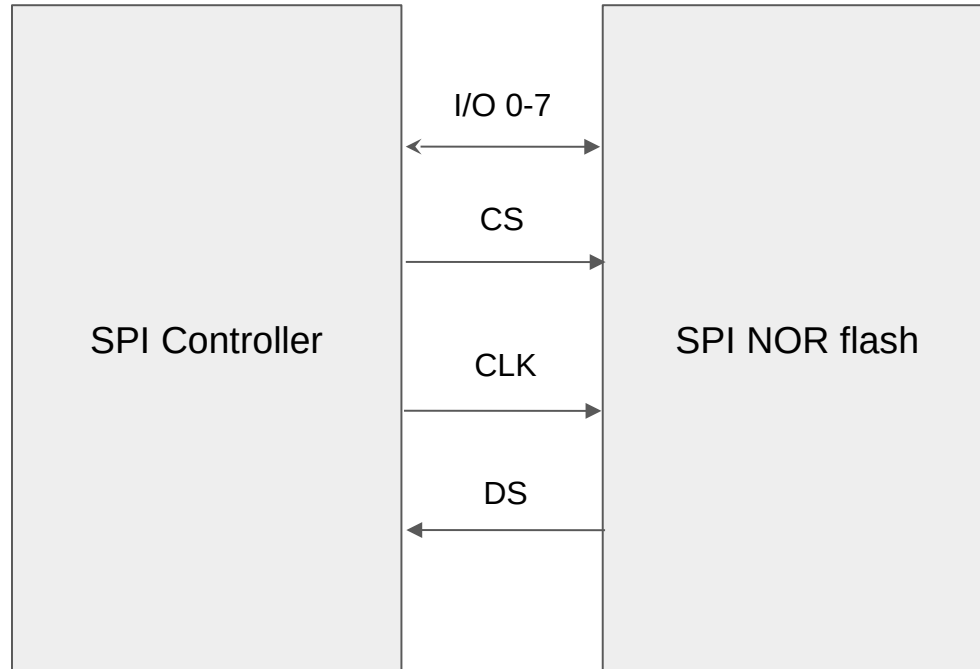 I/O 0-7
CS
SPI Controller
SPI NOR flash
CLK
DS